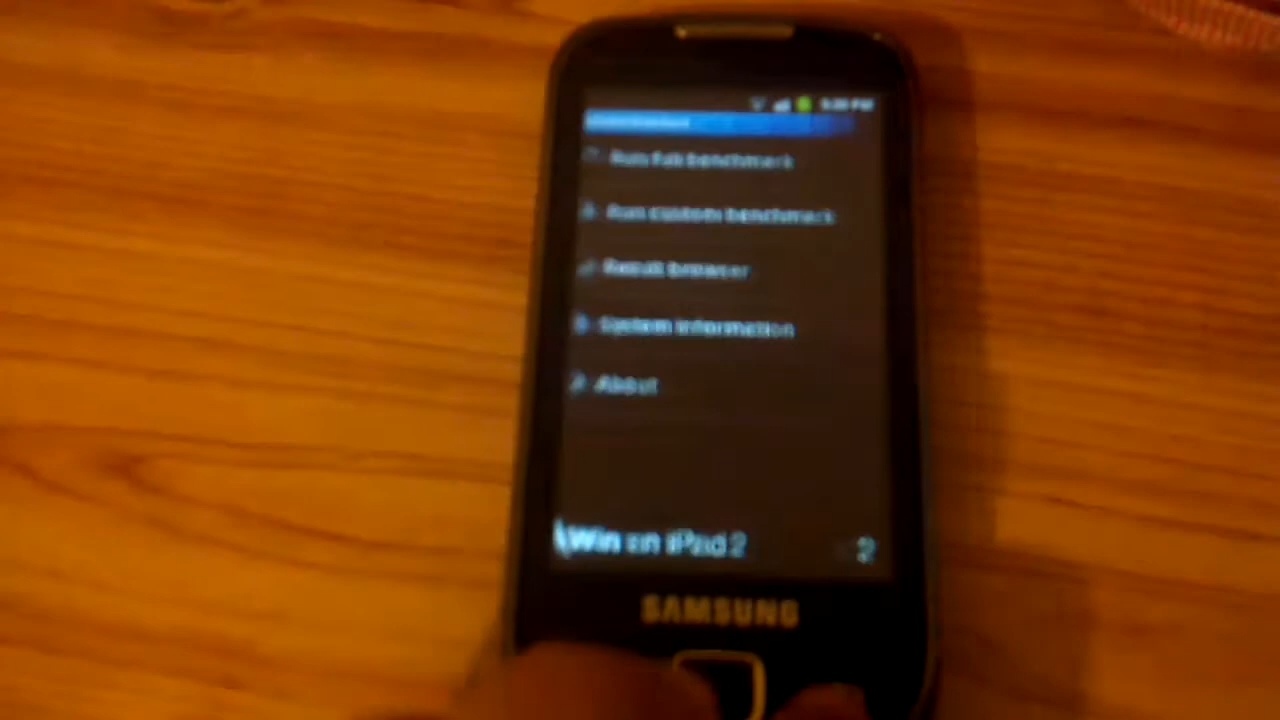 Run full benchmark
Run custom benchmark
Result browser
System information
About
Win an iPad 2
SAMSUNG